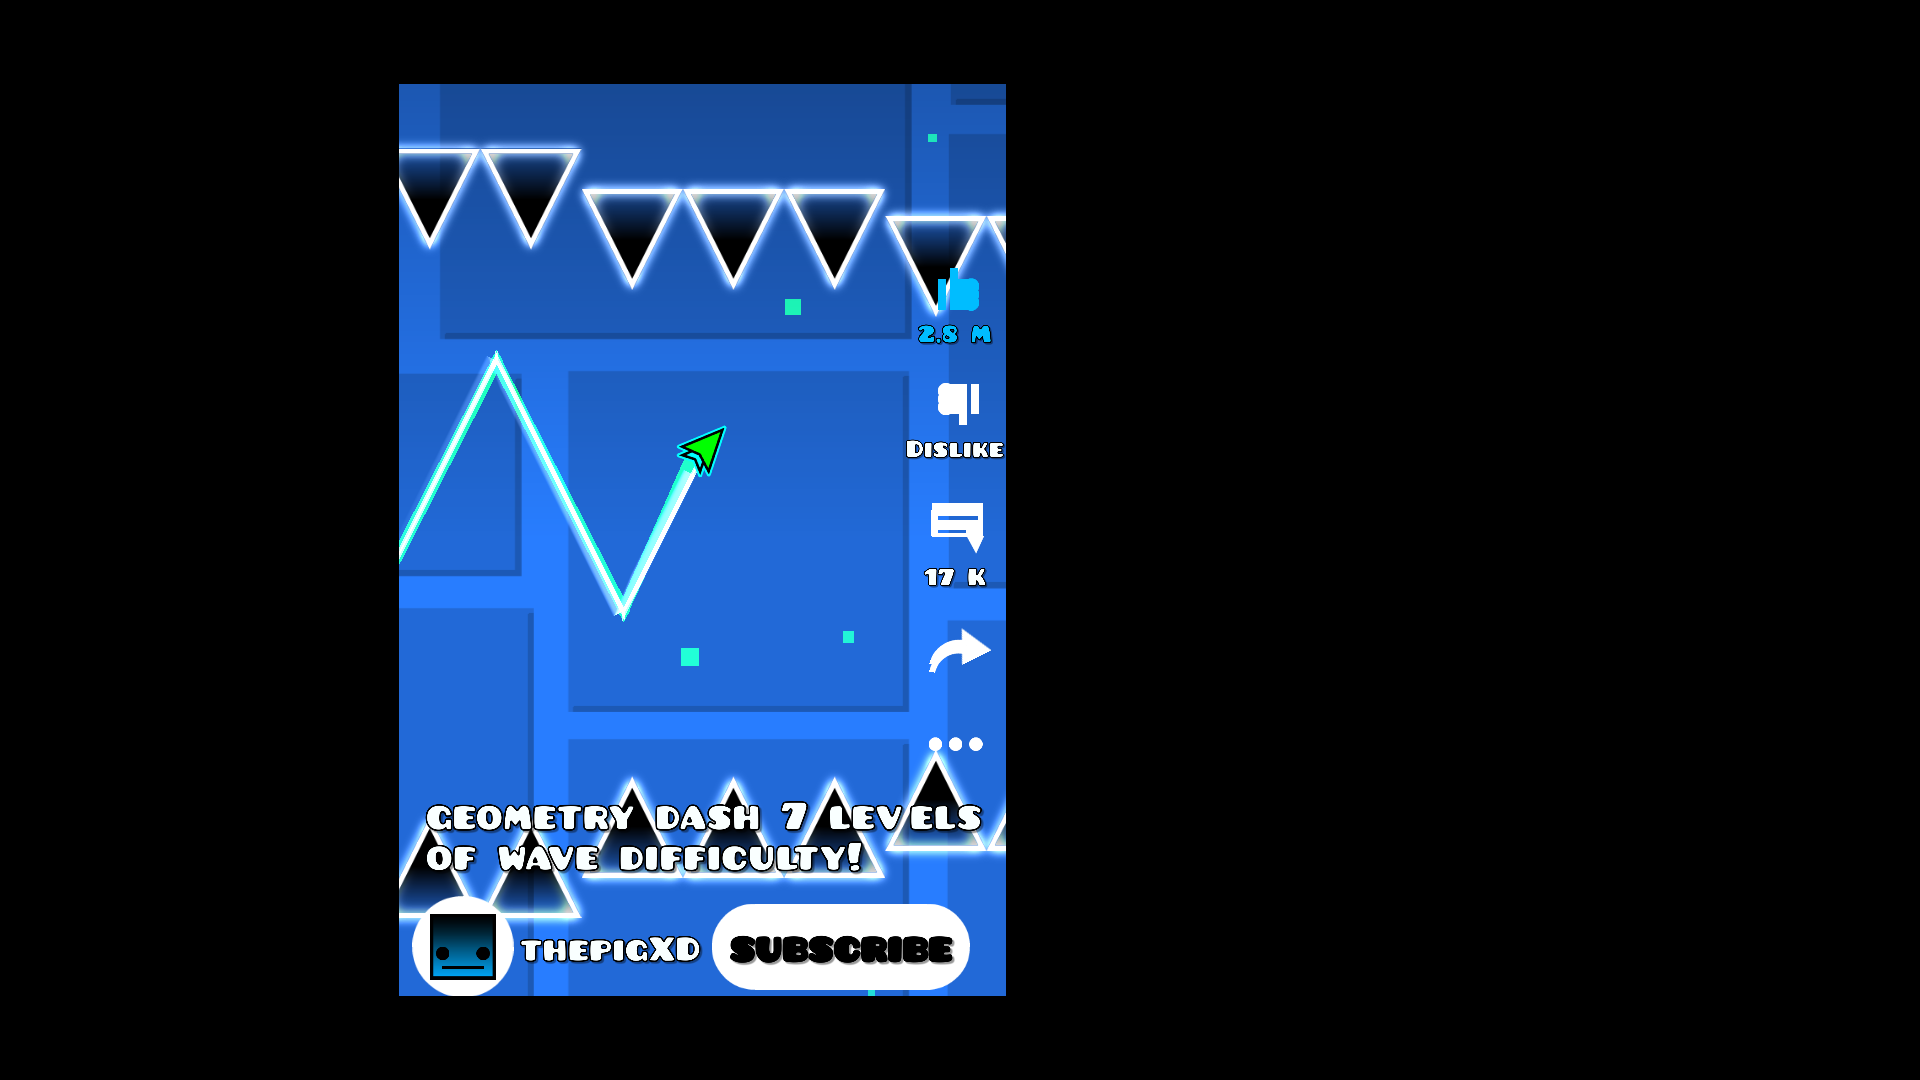 2.8 M
DISLIKE
17 K
GEOMETRY DASH 7 LEVELS
OF WAVE DIFFICULTY!
THEPIGXD
SUBSCRIBE